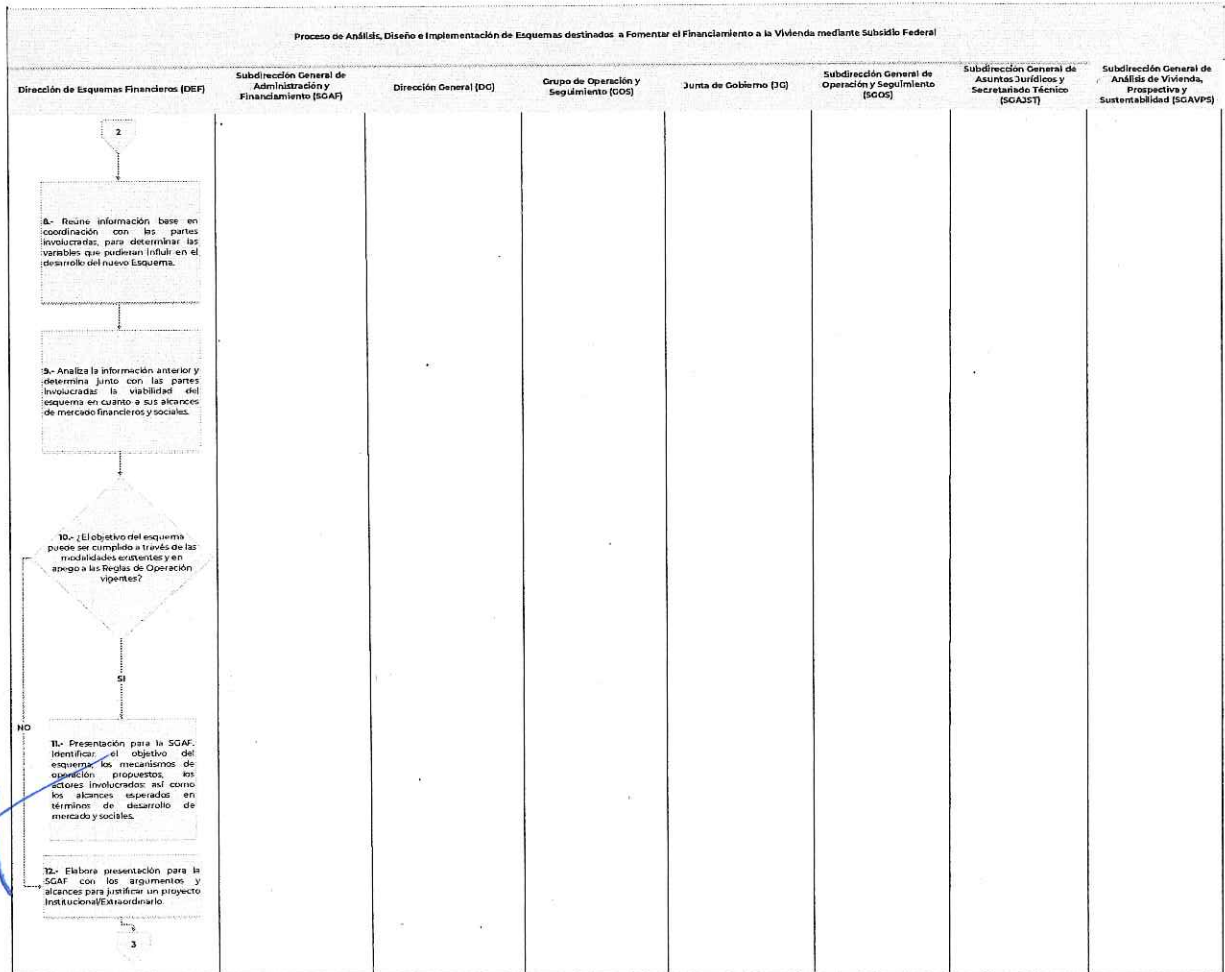 Proceso de Análisis, Diseño e Implementación de Esquemas destinados a Fomentar el Financiamiento a la Vivienda mediante Subsidio Federal
Dirección de Esquemas Financieros (DEF)
Subdirección General de
Administración y
Financiamiento (SGAF)
Dirección General (DG)
Grupo de Operación y
Seguimiento (GOS)
Junta de Gobierno (JG)
Subdirección General de
Operación y Seguimiento
(SGOS)
Subdirección General de
Asuntos Jurídicos y
Secretariado Técnico
(SGAJST)
Subdirección General de
Análisis de Vivienda,
Prospectiva y
Sustentabilidad (SGAVPS)
2
8.- Reúne información base en
coordinación con las partes
involucradas, para determinar las
variables que pudieran influir en el
desarrollo del nuevo Esquema.
9.- Analiza la información anterior y
determina junto con las partes
involucradas la viabilidad del
esquema en cuanto a sus alcances
de mercado financieros y sociales.
10.- ¿El objetivo del esquema
puede ser cumplido a través de las
modalidades existentes y en
apego a las Reglas de Operación
vigentes?
SI
NO
11.- Presentación para la SGAF.
Identificar, el objetivo del
esquema, los mecanismos de
operación propuestos, los
actores involucrados; así como
los alcances esperados en
términos de desarrollo de
mercado y sociales.
12.- Elabora presentación para la
SGAF con los argumentos y
alcances para justificar un proyecto
Institucional/Extraordinario.
3